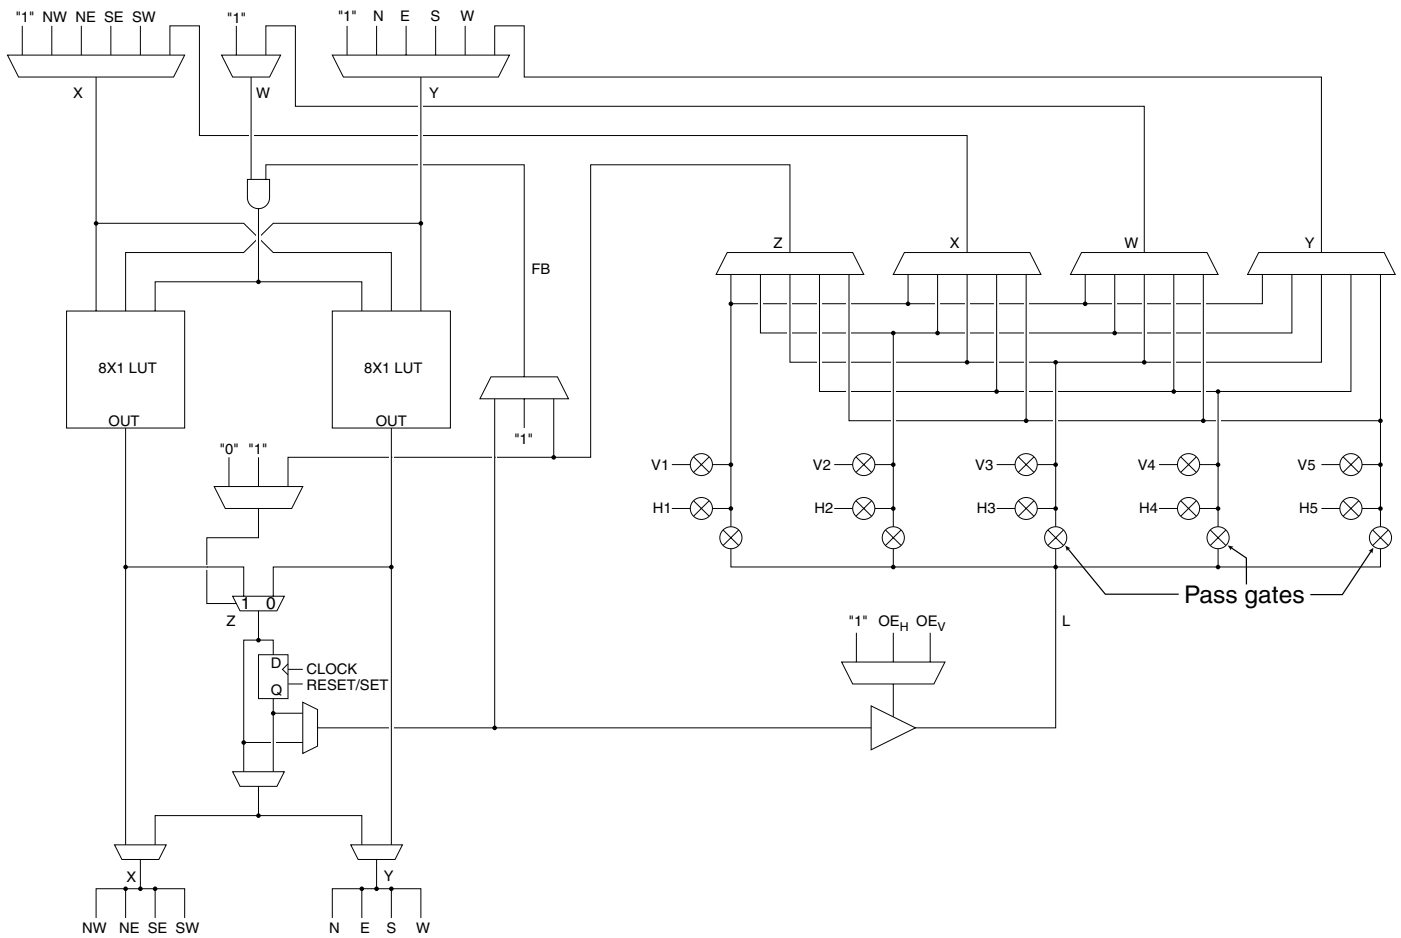 "1" NW NE SE SW "1" "1" N E S W
X W Y
Z X W Y
FB
8X1 LUT 8X1 LUT
OUT OUT
"1"
"0" "1"
V1 V2 V3 V4 V5
H1 H2 H3 H4 H5
Pass gates
1 0
Z
"1" OEH OEV
L
D
CLOCK
Q
RESET/SET
X Y
NW NE SE SW N E S W